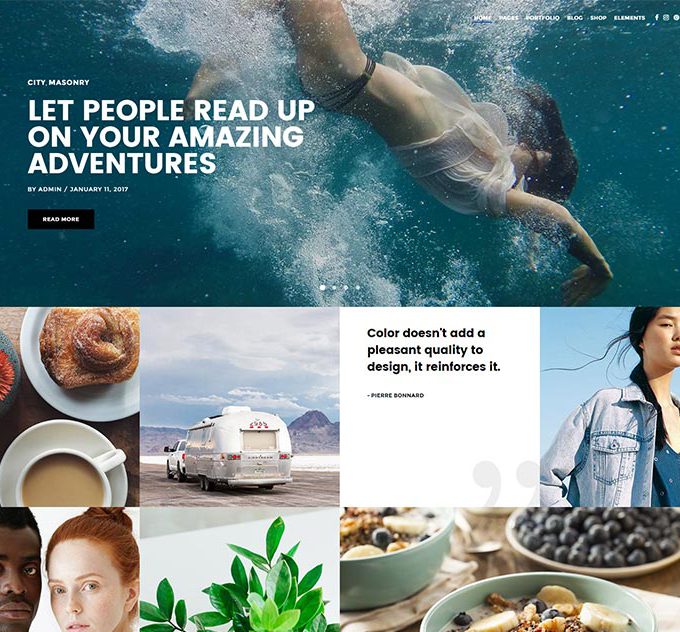 HOME PAGES PORTFOLIO BLOG SHOP ELEMENTS
CITY, MASONRY
LET PEOPLE READ UP
ON YOUR AMAZING
ADVENTURES
BY ADMIN / JANUARY 11, 2017
READ MORE
Color doesn't add a
pleasant quality to
design, it reinforces it.
- PIERRE BONNARD